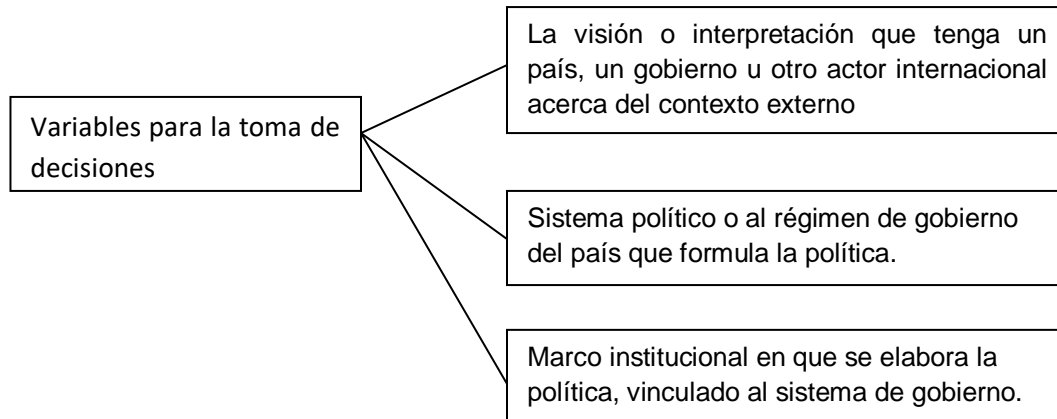 Variables para la toma de
decisiones
La visión o interpretación que tenga un
país, un gobierno u otro actor internacional
acerca del contexto externo
Sistema político o al régimen de gobierno
del país que formula la política.
Marco institucional en que se elabora la
política, vinculado al sistema de gobierno.